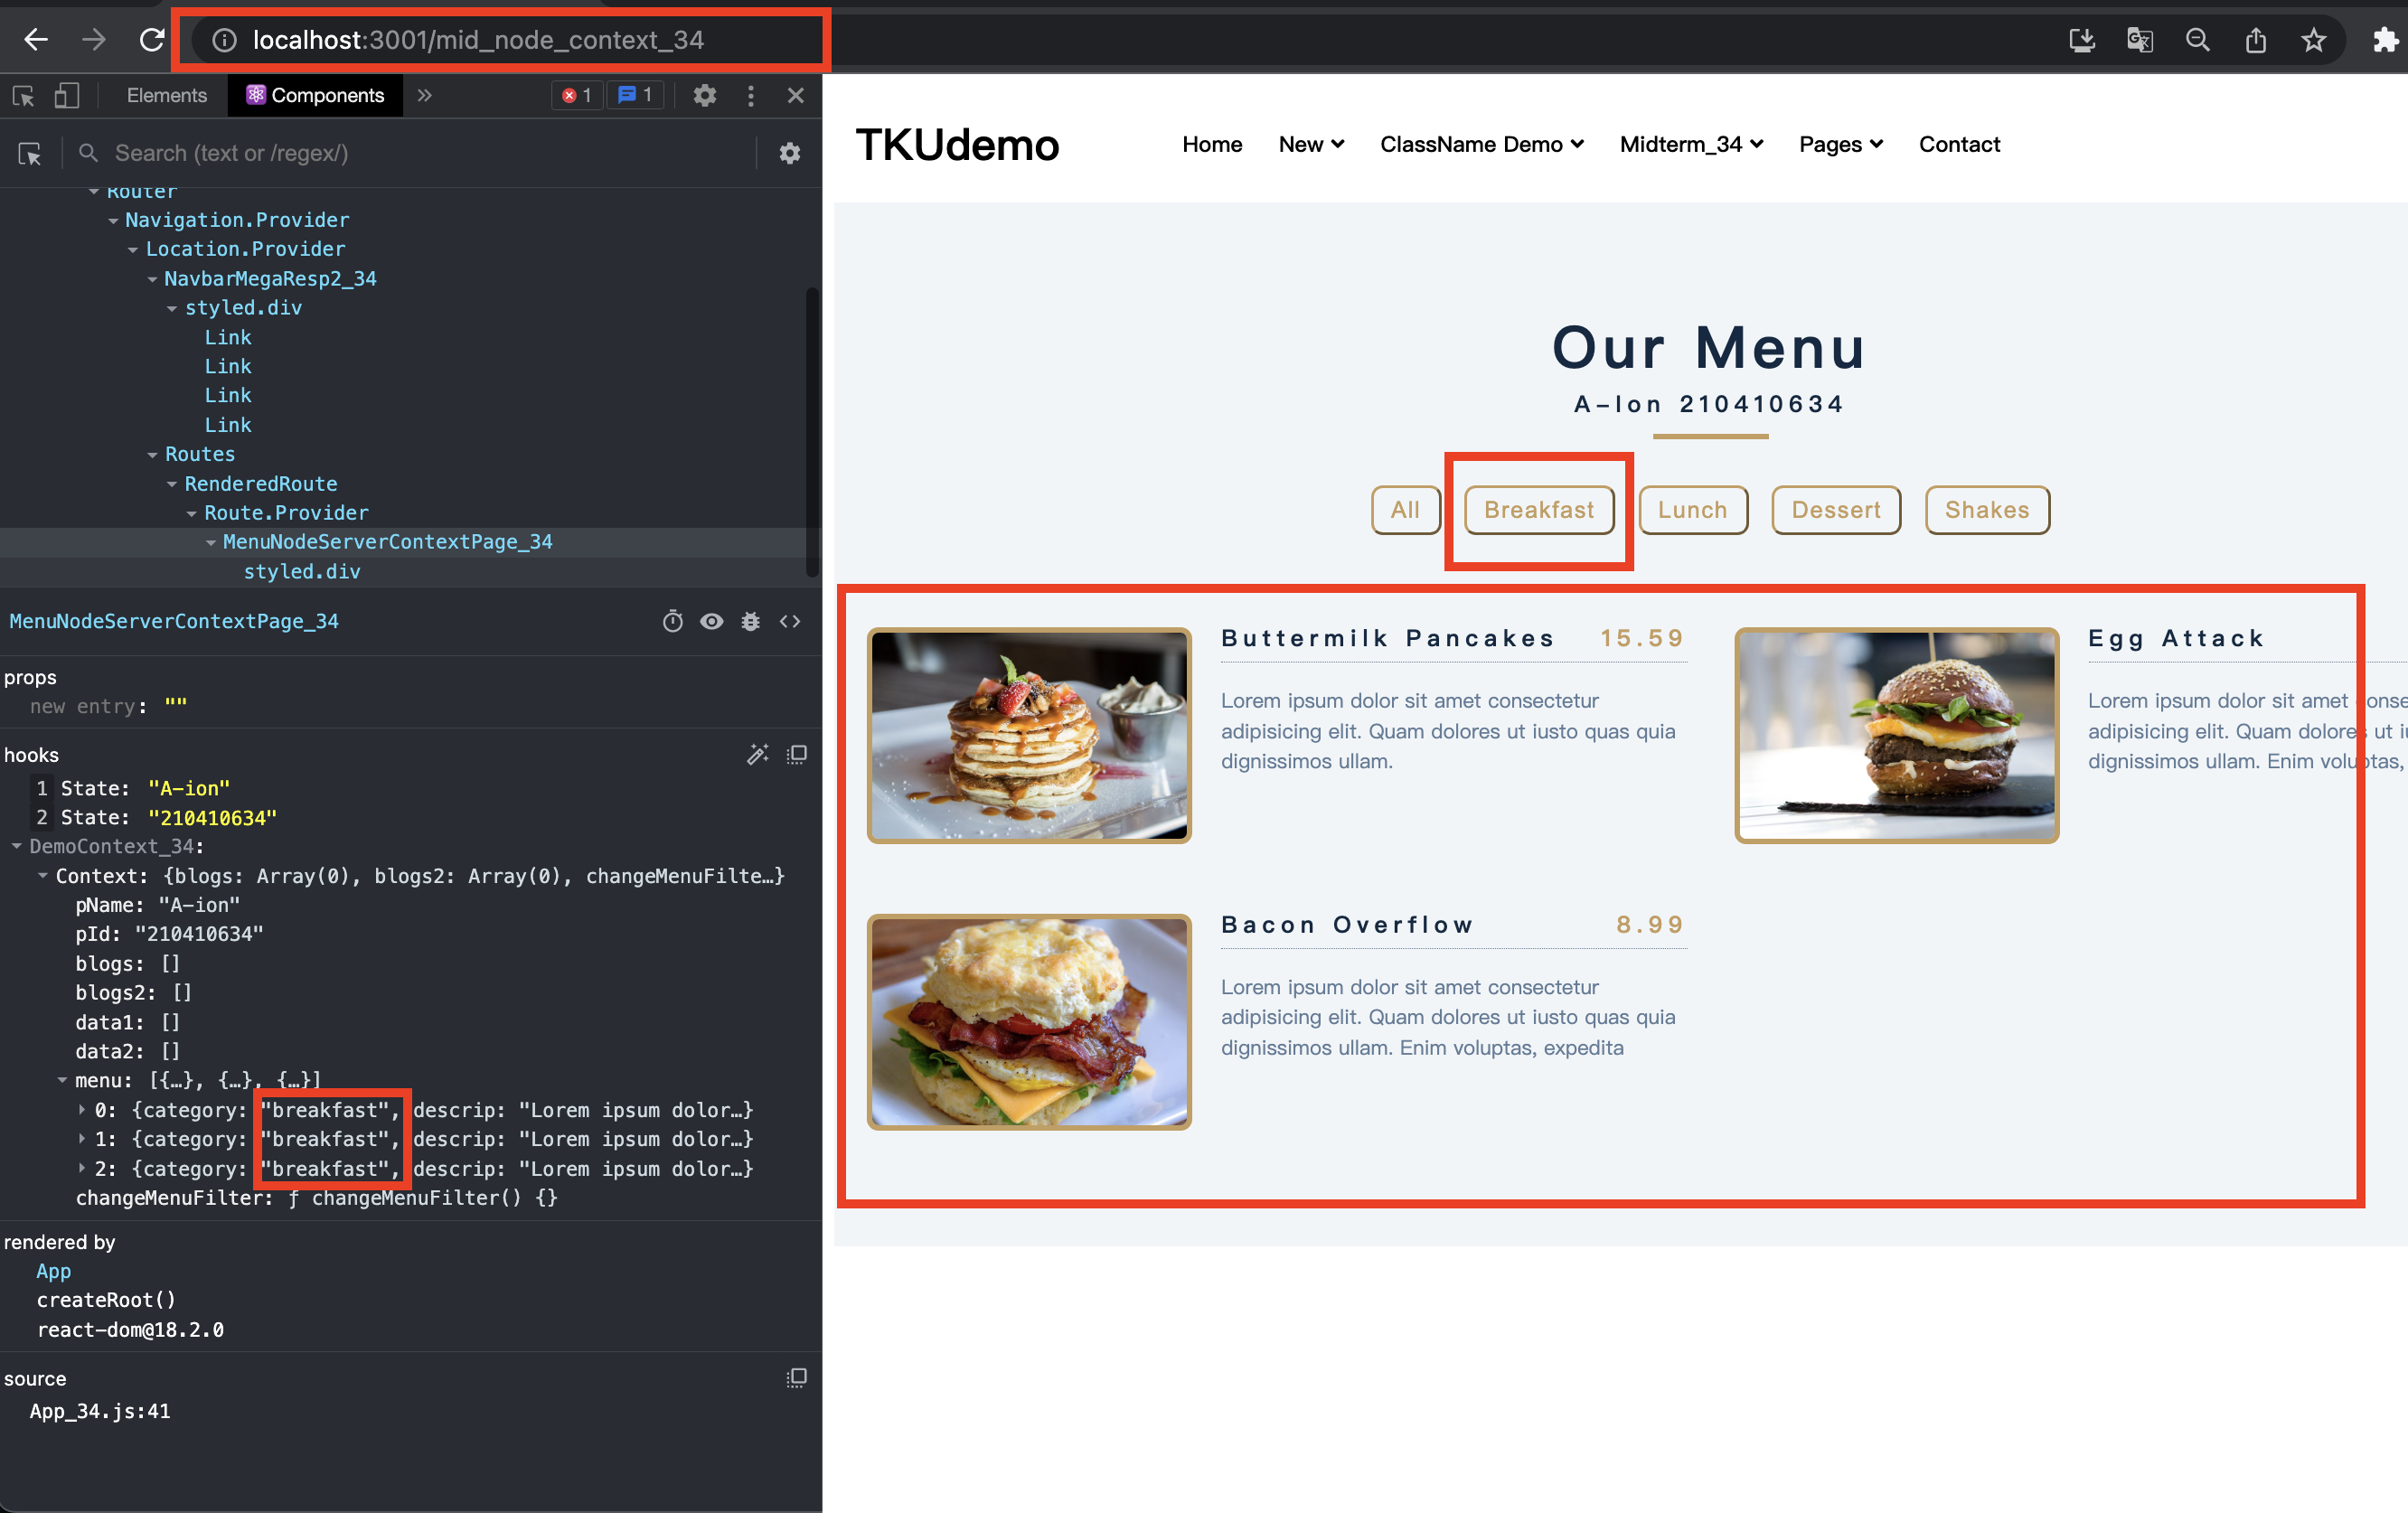 localhost:3001/mid_node_context_34
Elements
Components
1
1
Search (text or /regex/)
Router
Navigation.Provider
Location.Provider
NavbarMegaResp2_34
styled.div
Link
Link
Link
Link
Routes
RenderedRoute
Route.Provider
MenuNodeServerContextPage_34
styled.div
MenuNodeServerContextPage_34
props
new entry: ""
hooks
1 State: "A-ion"
2 State: "210410634"
DemoContext_34:
Context: {blogs: Array(0), blogs2: Array(0), changeMenuFilte…}
pName: "A-ion"
pId: "210410634"
blogs: []
blogs2: []
data1: []
data2: []
menu: [{…}, {…}, {…}]
0: {category: "breakfast", descrip: "Lorem ipsum dolor…}
1: {category: "breakfast", descrip: "Lorem ipsum dolor…}
2: {category: "breakfast", descrip: "Lorem ipsum dolor…}
changeMenuFilter: ƒ changeMenuFilter() {}
rendered by
App
createRoot()
react-dom@18.2.0
source
App_34.js:41
TKUdemo
Home New ClassName Demo Midterm_34 Pages Contact
Our Menu
A-Ion 210410634
All Breakfast Lunch Dessert Shakes
Buttermilk Pancakes 15.59
Lorem ipsum dolor sit amet consectetur
adipisicing elit. Quam dolores ut iusto quas quia
dignissimos ullam.
Egg Attack
Lorem ipsum dolor sit amet conse
adipisicing elit. Quam dolores ut i
dignissimos ullam. Enim voluptas,
Bacon Overflow 8.99
Lorem ipsum dolor sit amet consectetur
adipisicing elit. Quam dolores ut iusto quas quia
dignissimos ullam. Enim voluptas, expedita